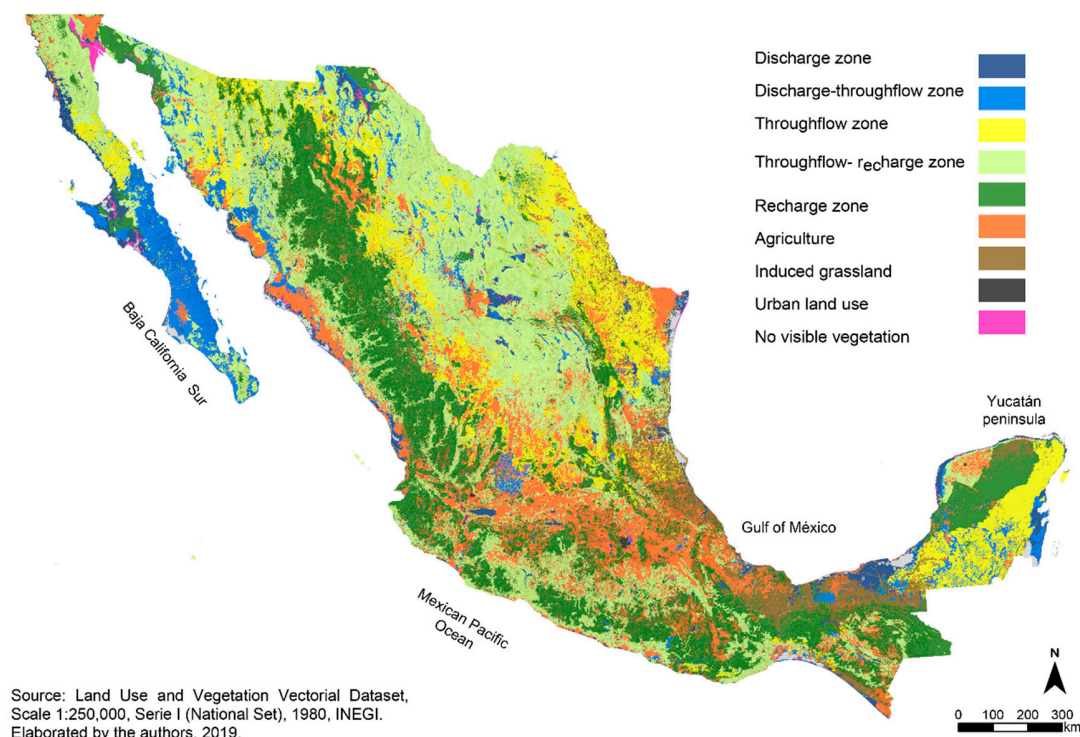 Discharge zone
Discharge-throughflow zone
Throughflow zone
Throughflow- recharge zone
Recharge zone
Agriculture
Induced grassland
Urban land use
No visible vegetation
Baja California Sur
Yucatán
peninsula
Gulf of México
Mexican Pacific
Ocean
N
Source: Land Use and Vegetation Vectorial Dataset,
Scale 1:250,000, Serie I (National Set), 1980, INEGI.
Elaborated by the authors, 2019.
0 100 200 300
km